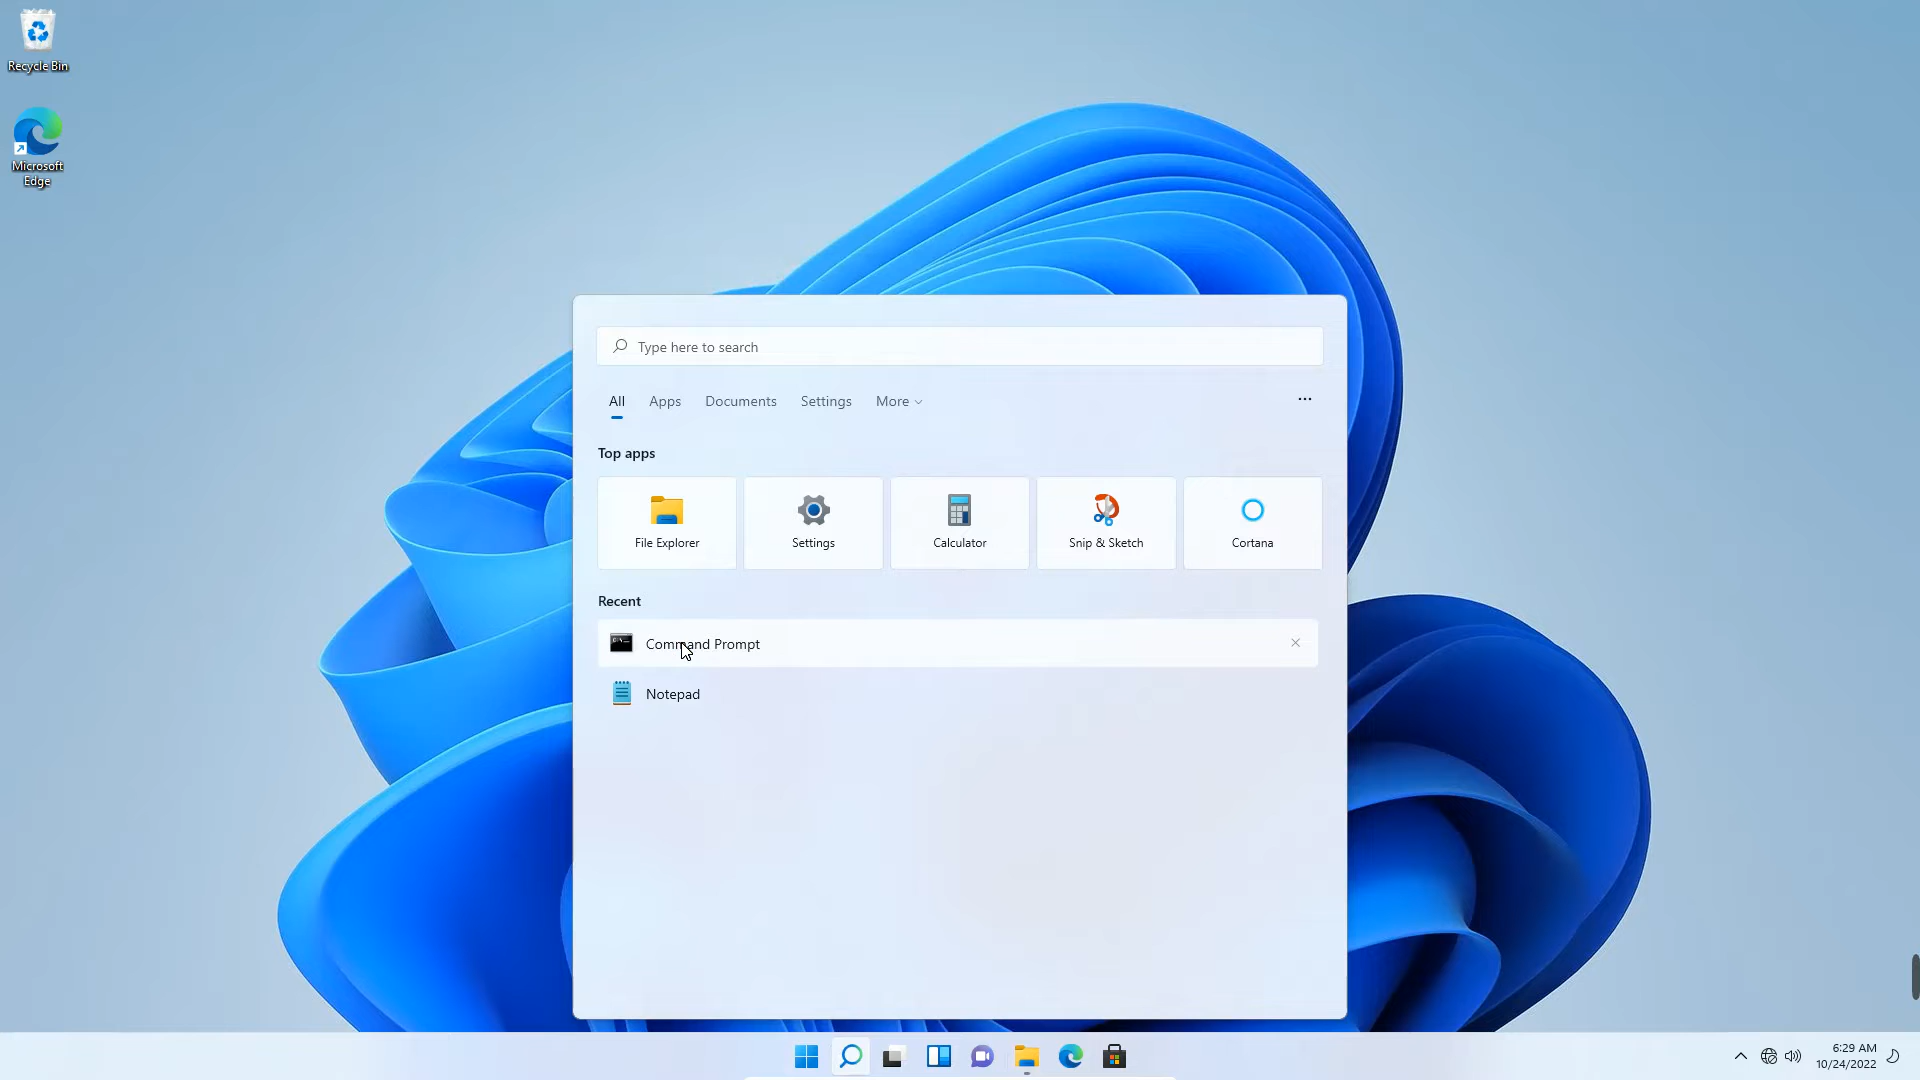 Recycle Bin
Microsoft
Edge
Type here to search
All Apps Documents Settings More
Top apps
File Explorer Settings Calculator Snip & Sketch Cortana
Recent
Command Prompt
Notepad
6:29 AM
10/24/2022